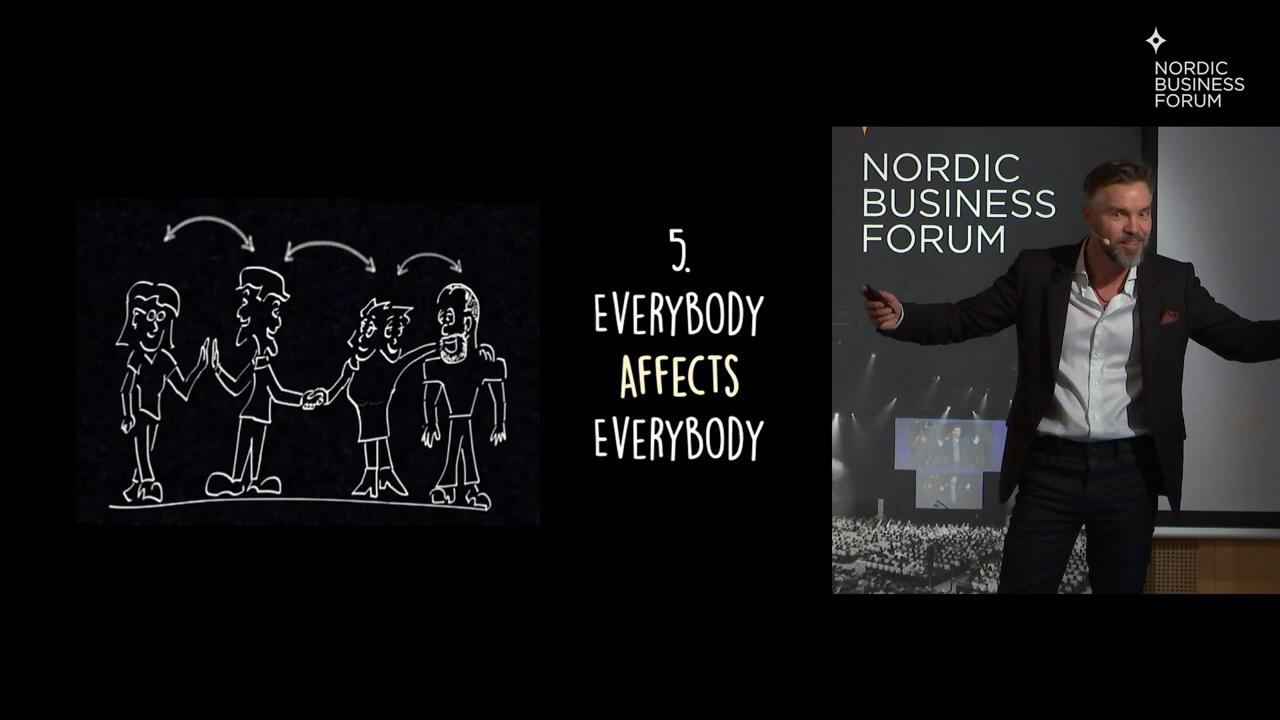 5.
EVERYBODY
AFFECTS
EVERYBODY
NORDIC
BUSINESS
FORUM
NORDIC
BUSINESS
FORUM